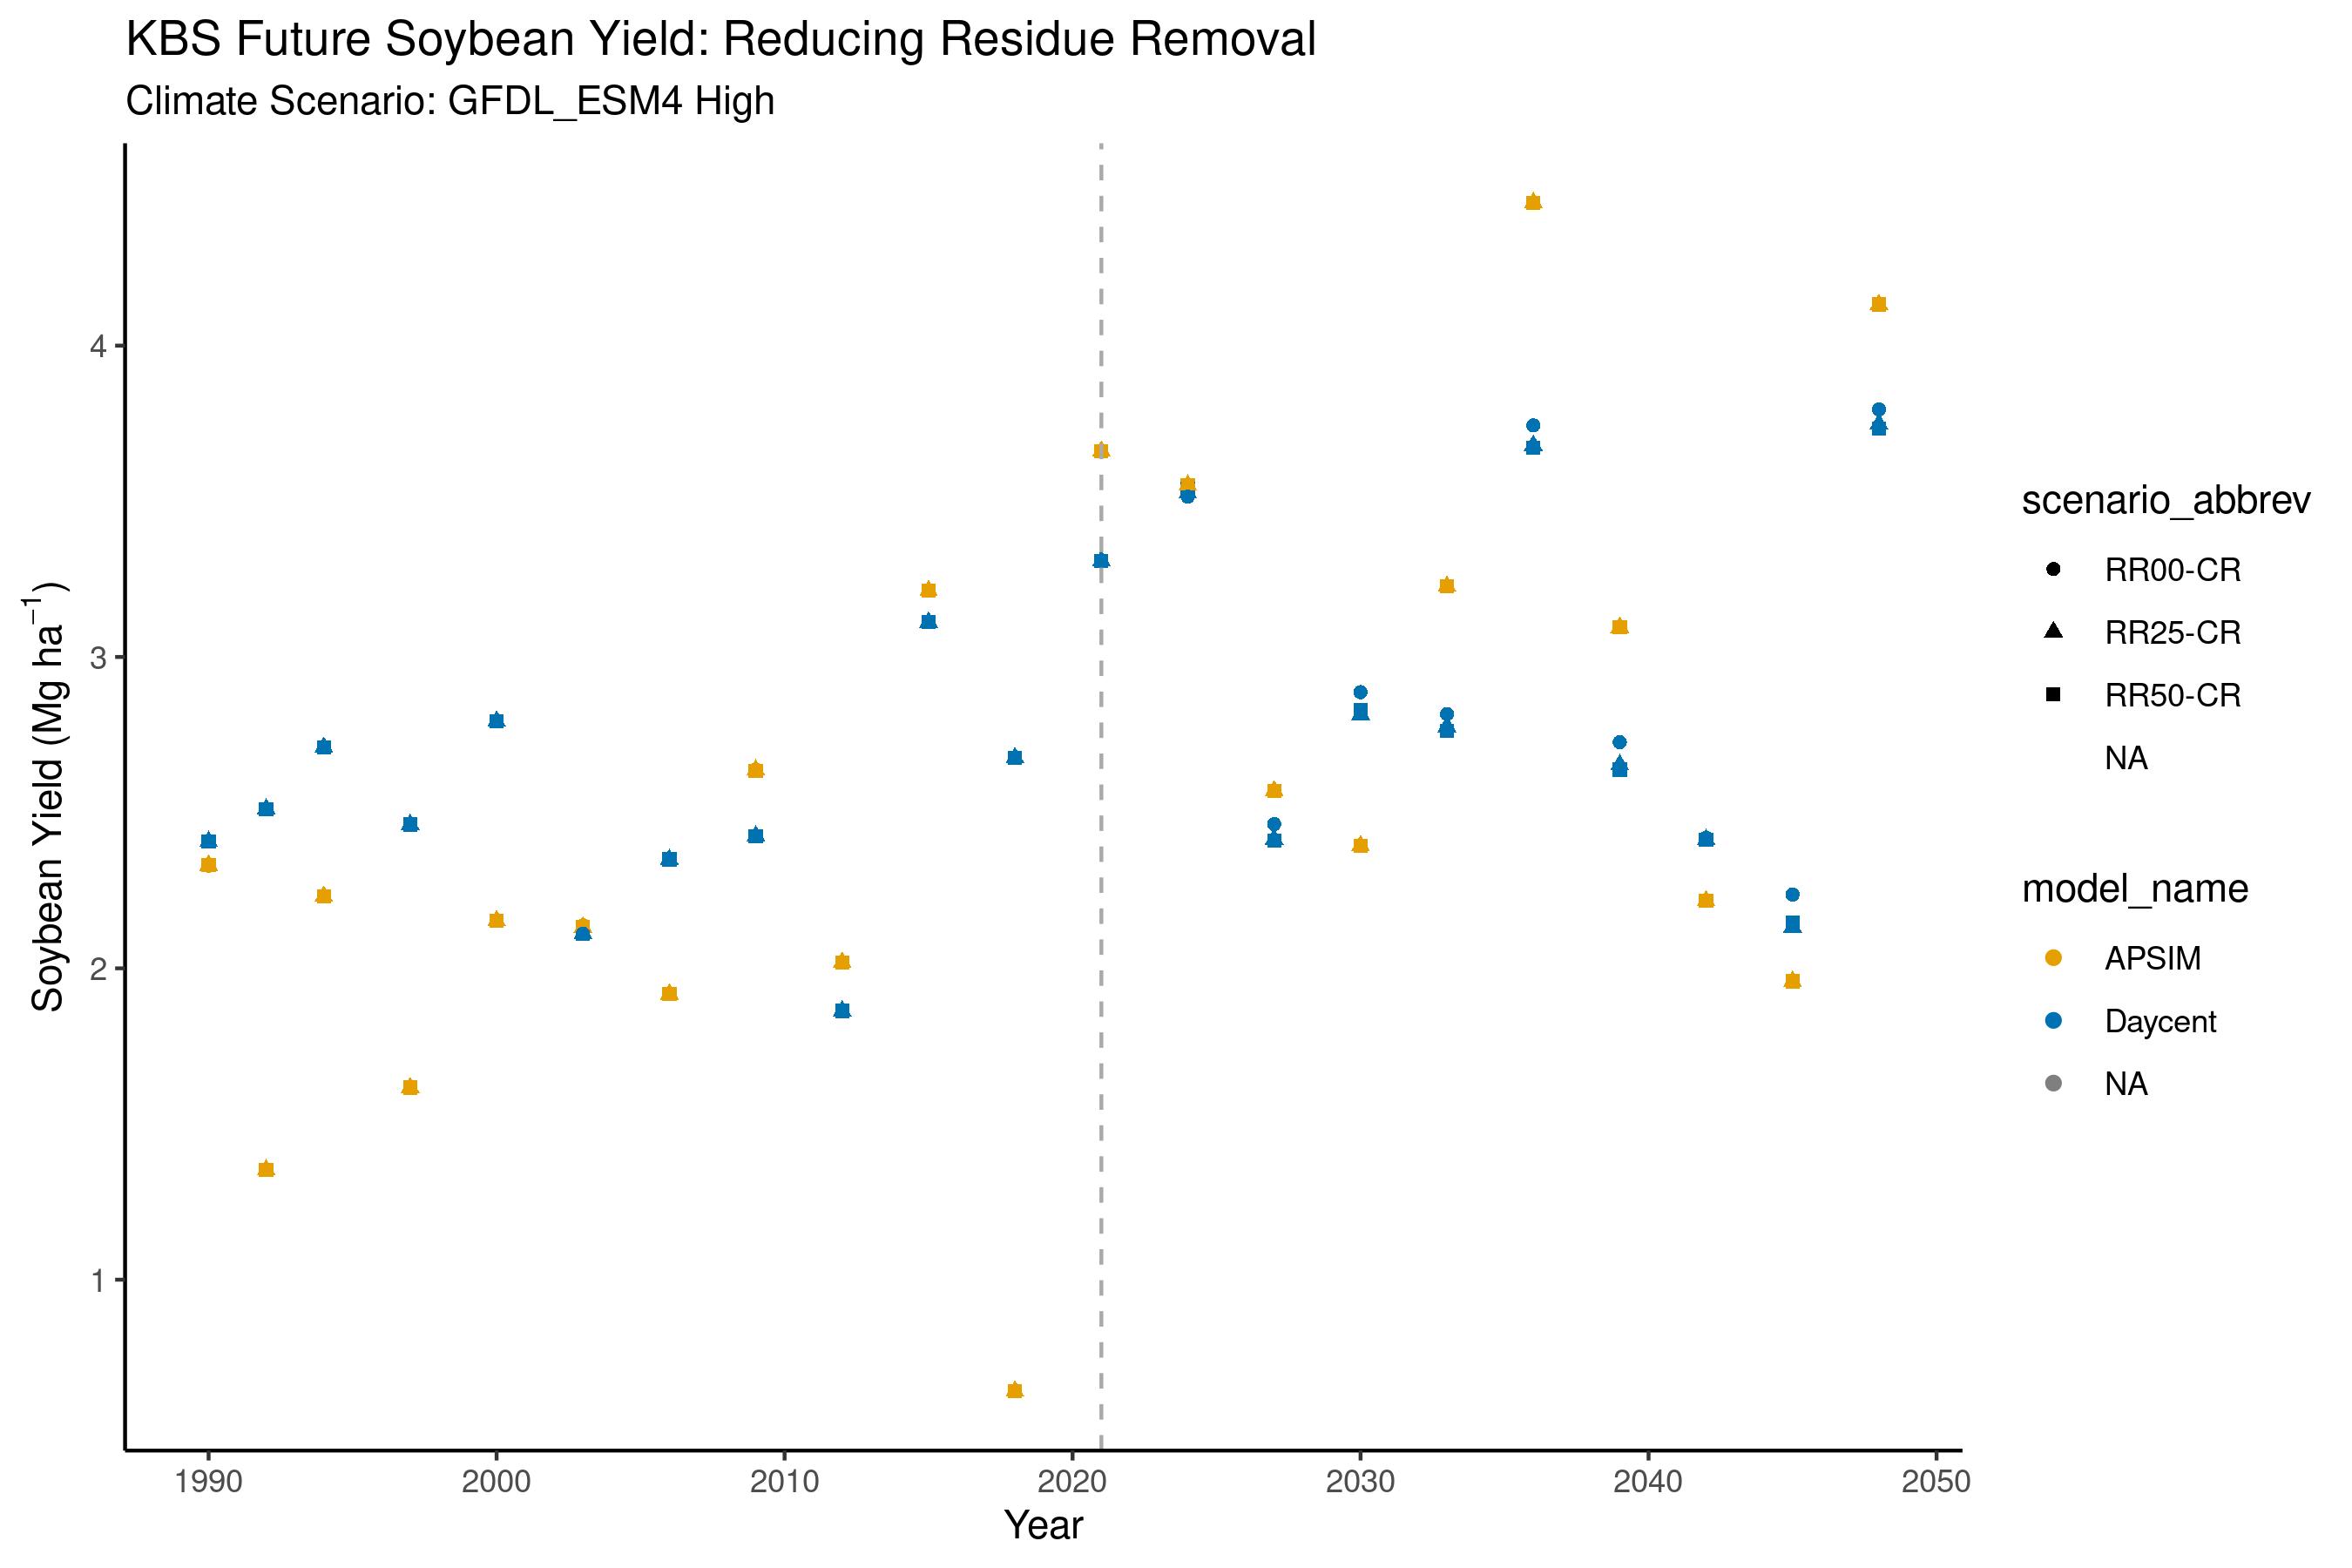 KBS Future Soybean Yield: Reducing Residue Removal
Climate Scenario: GFDL_ESM4 High
Soybean Yield (Mg ha⁻¹)
4
3
2
1
1990
2000
2010
2020
2030
2040
2050
Year
scenario_abbrev
RR00-CR
RR25-CR
RR50-CR
NA
model_name
APSIM
Daycent
NA